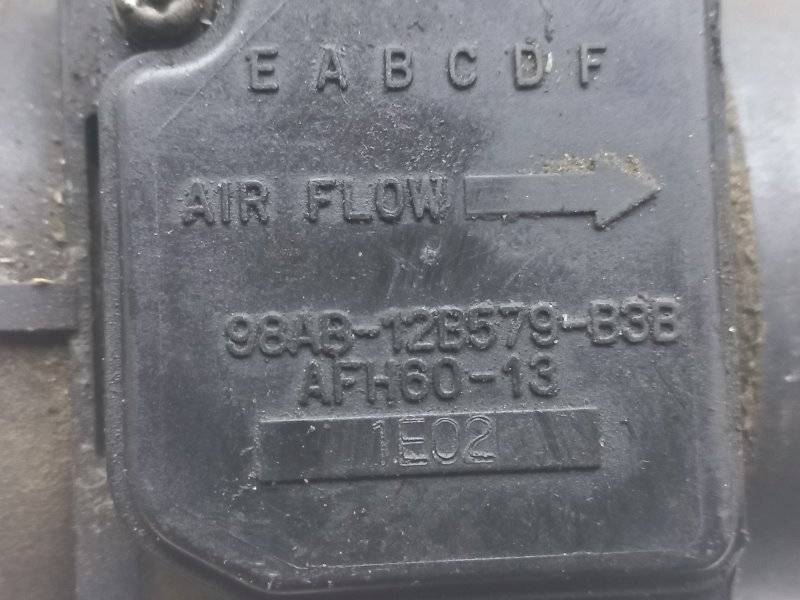 E A B C D F
AIR FLOW
98AB-12B579-B3B
AFH60-13
1E02